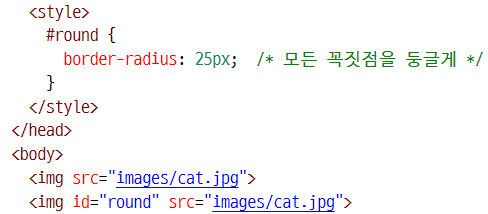 <style>
#round {
border-radius: 25px;  /* 모든 꼭짓점을 둥글게 */
}
</style>
</head>
<body>
<img src="images/cat.jpg">
<img id="round" src="images/cat.jpg">